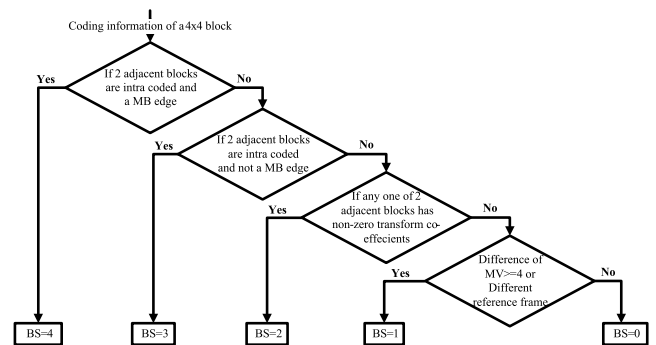 Coding information of a 4x4 block
If 2 adjacent blocks
are intra coded and
a MB edge
Yes
No
If 2 adjacent blocks
are intra coded
and not a MB edge
Yes
No
If any one of 2
adjacent blocks has
non-zero transform co-
effecients
Yes
No
Difference of
MV>=4 or
Different
reference frame
Yes
No
BS=4
BS=3
BS=2
BS=1
BS=0